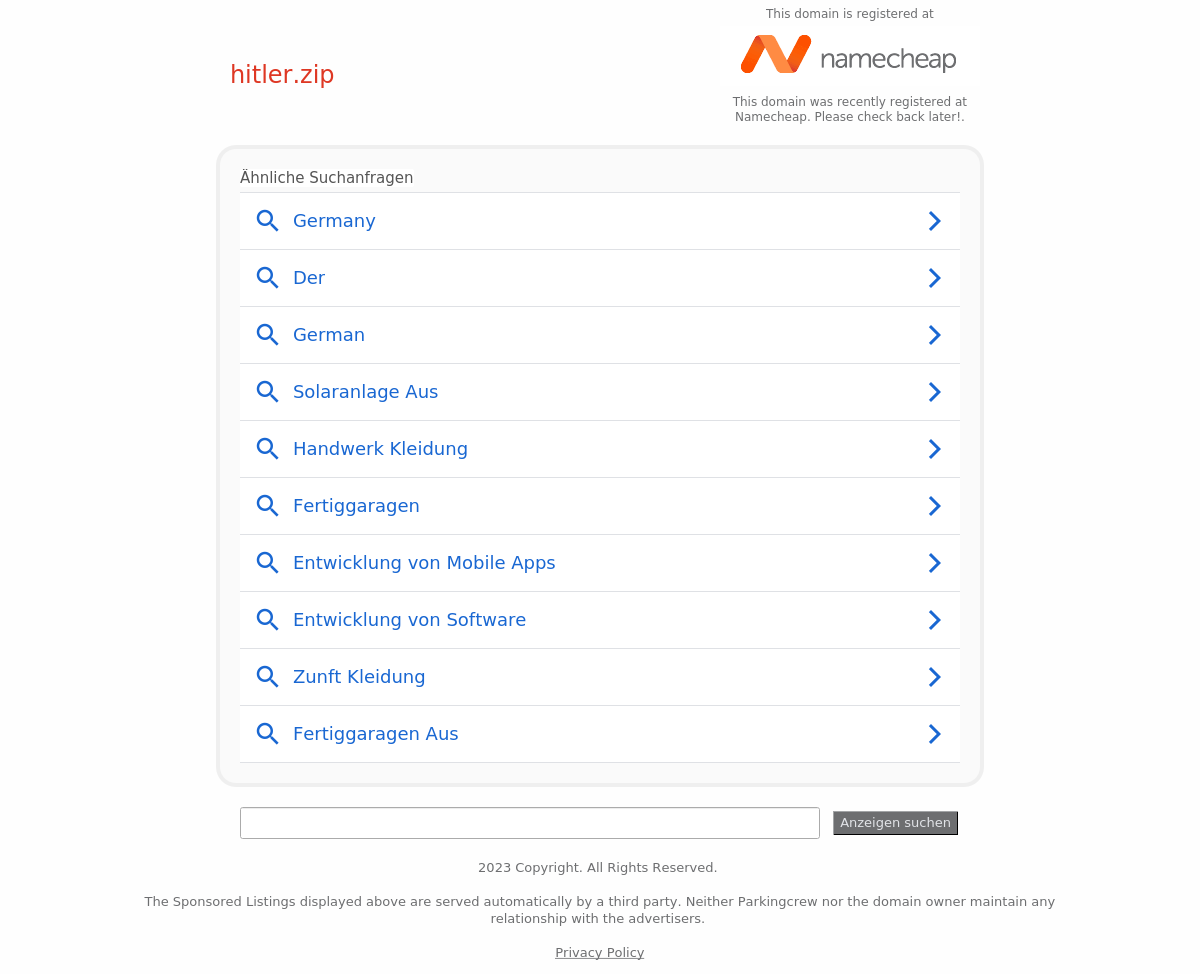 This domain is registered at
namecheap
hitler.zip
This domain was recently registered at
Namecheap. Please check back later!.
Ähnliche Suchanfragen
Germany
Der
German
Solaranlage Aus
Handwerk Kleidung
Fertiggaragen
Entwicklung von Mobile Apps
Entwicklung von Software
Zunft Kleidung
Fertiggaragen Aus
Anzeigen suchen
2023 Copyright. All Rights Reserved.
The Sponsored Listings displayed above are served automatically by a third party. Neither Parkingcrew nor the domain owner maintain any
relationship with the advertisers.
Privacy Policy